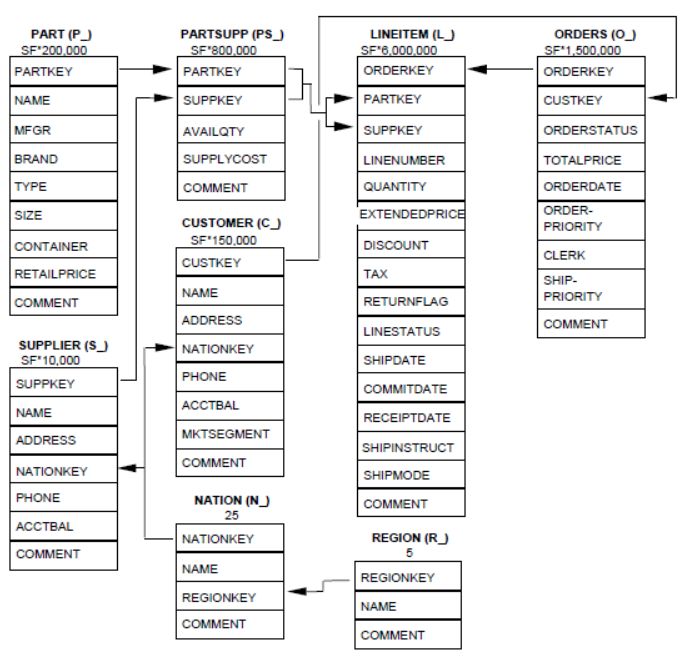 PART (P_)
SF*200,000
PARTKEY
NAME
MFGR
BRAND
TYPE
SIZE
CONTAINER
RETAILPRICE
COMMENT
SUPPLIER (S_)
SF*10,000
SUPPKEY
NAME
ADDRESS
NATIONKEY
PHONE
ACCTBAL
COMMENT
PARTSUPP (PS_)
SF*800,000
PARTKEY
SUPPKEY
AVAILQTY
SUPPLYCOST
COMMENT
CUSTOMER (C_)
SF*150,000
CUSTKEY
NAME
ADDRESS
NATIONKEY
PHONE
ACCTBAL
MKTSEGMENT
COMMENT
NATION (N_)
25
NATIONKEY
NAME
REGIONKEY
COMMENT
LINEITEM (L_)
SF*6,000,000
ORDERKEY
PARTKEY
SUPPKEY
LINENUMBER
QUANTITY
EXTENDEDPRICE
DISCOUNT
TAX
RETURNFLAG
LINESTATUS
SHIPDATE
COMMITDATE
RECEIPTDATE
SHIPINSTRUCT
SHIPMODE
COMMENT
REGION (R_)
5
REGIONKEY
NAME
COMMENT
ORDERS (O_)
SF*1,500,000
ORDERKEY
CUSTKEY
ORDERSTATUS
TOTALPRICE
ORDERDATE
ORDER-
PRIORITY
CLERK
SHIP-
PRIORITY
COMMENT